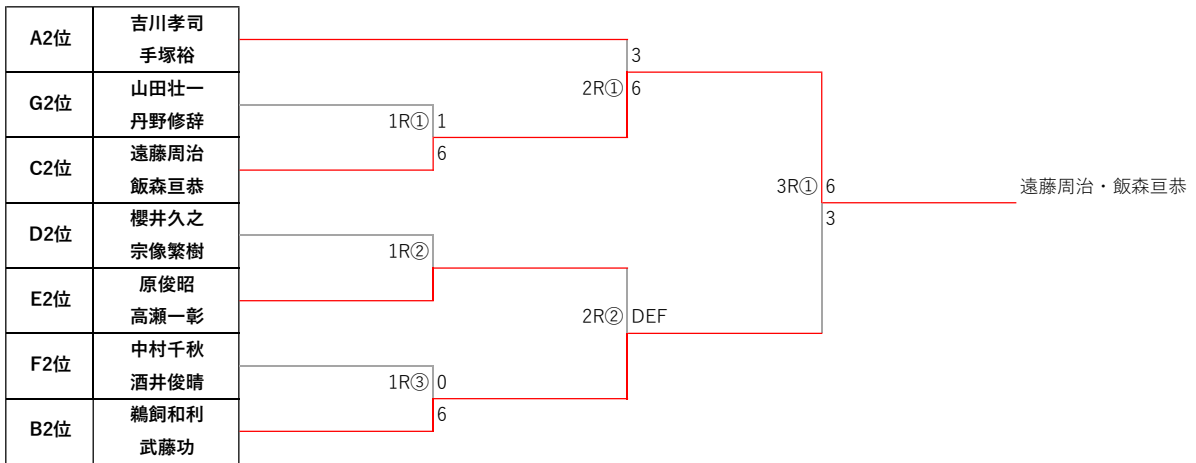 A2位
吉川孝司
手塚裕
G2位
山田壮一
丹野修辞
C2位
遠藤周治
飯森亘恭
D2位
櫻井久之
宗像繁樹
E2位
原俊昭
高瀬一彰
F2位
中村千秋
酒井俊晴
B2位
鵜飼和利
武藤功
1R① 1
6
1R②
1R③ 0
6
3
2R① 6
2R② DEF
3R① 6
3
遠藤周治・飯森亘恭